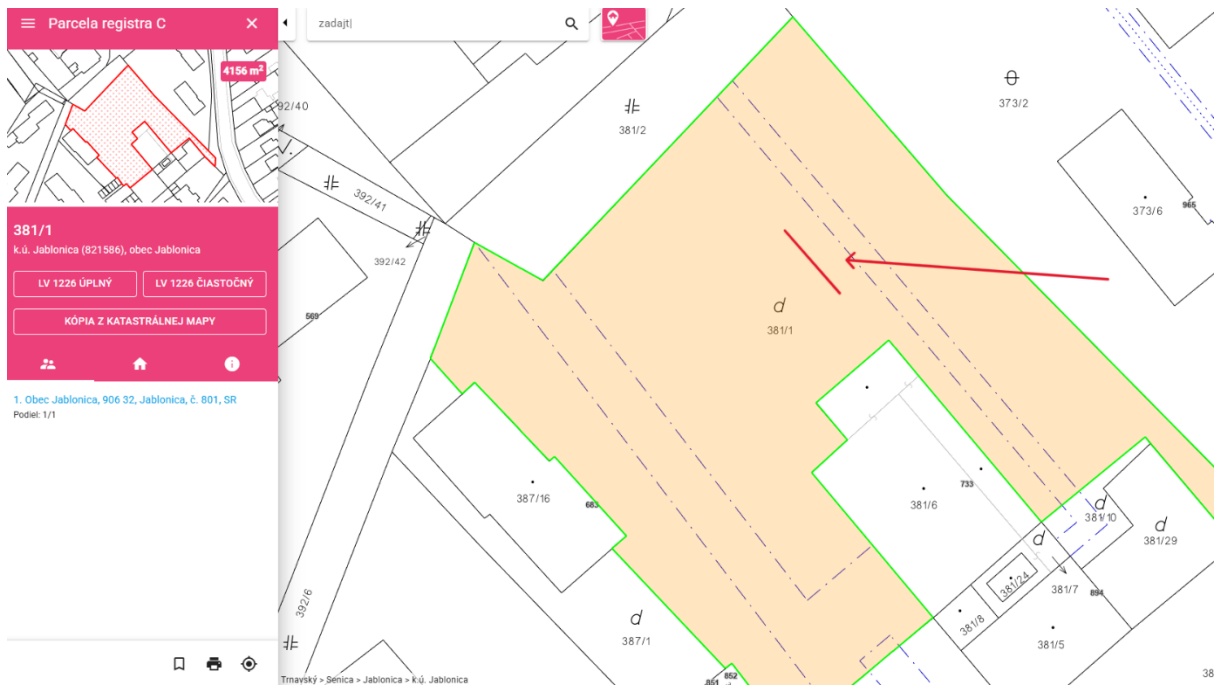 Parcela registra C
zadajt
4156 m²
381/1
k.ú. Jablonica (821586), obec Jablonica
LV 1226 ÚPLNÝ
LV 1226 ČIASTOČNÝ
KÓPIA Z KATASTRÁLNEJ MAPY
1. Obec Jablonica, 906 32, Jablonica, č. 801, SR
Podiel: 1/1
92/40
381/2
373/2
392/41
373/6
965
392/42
569
d
381/1
387/16
683
381/6
733
d
381/10
d
381/29
d
381/24
381/7
894
381/8
381/5
392/6
d
387/1
852
851
38
Trnavský > Senica > Jablonica > k.ú. Jablonica